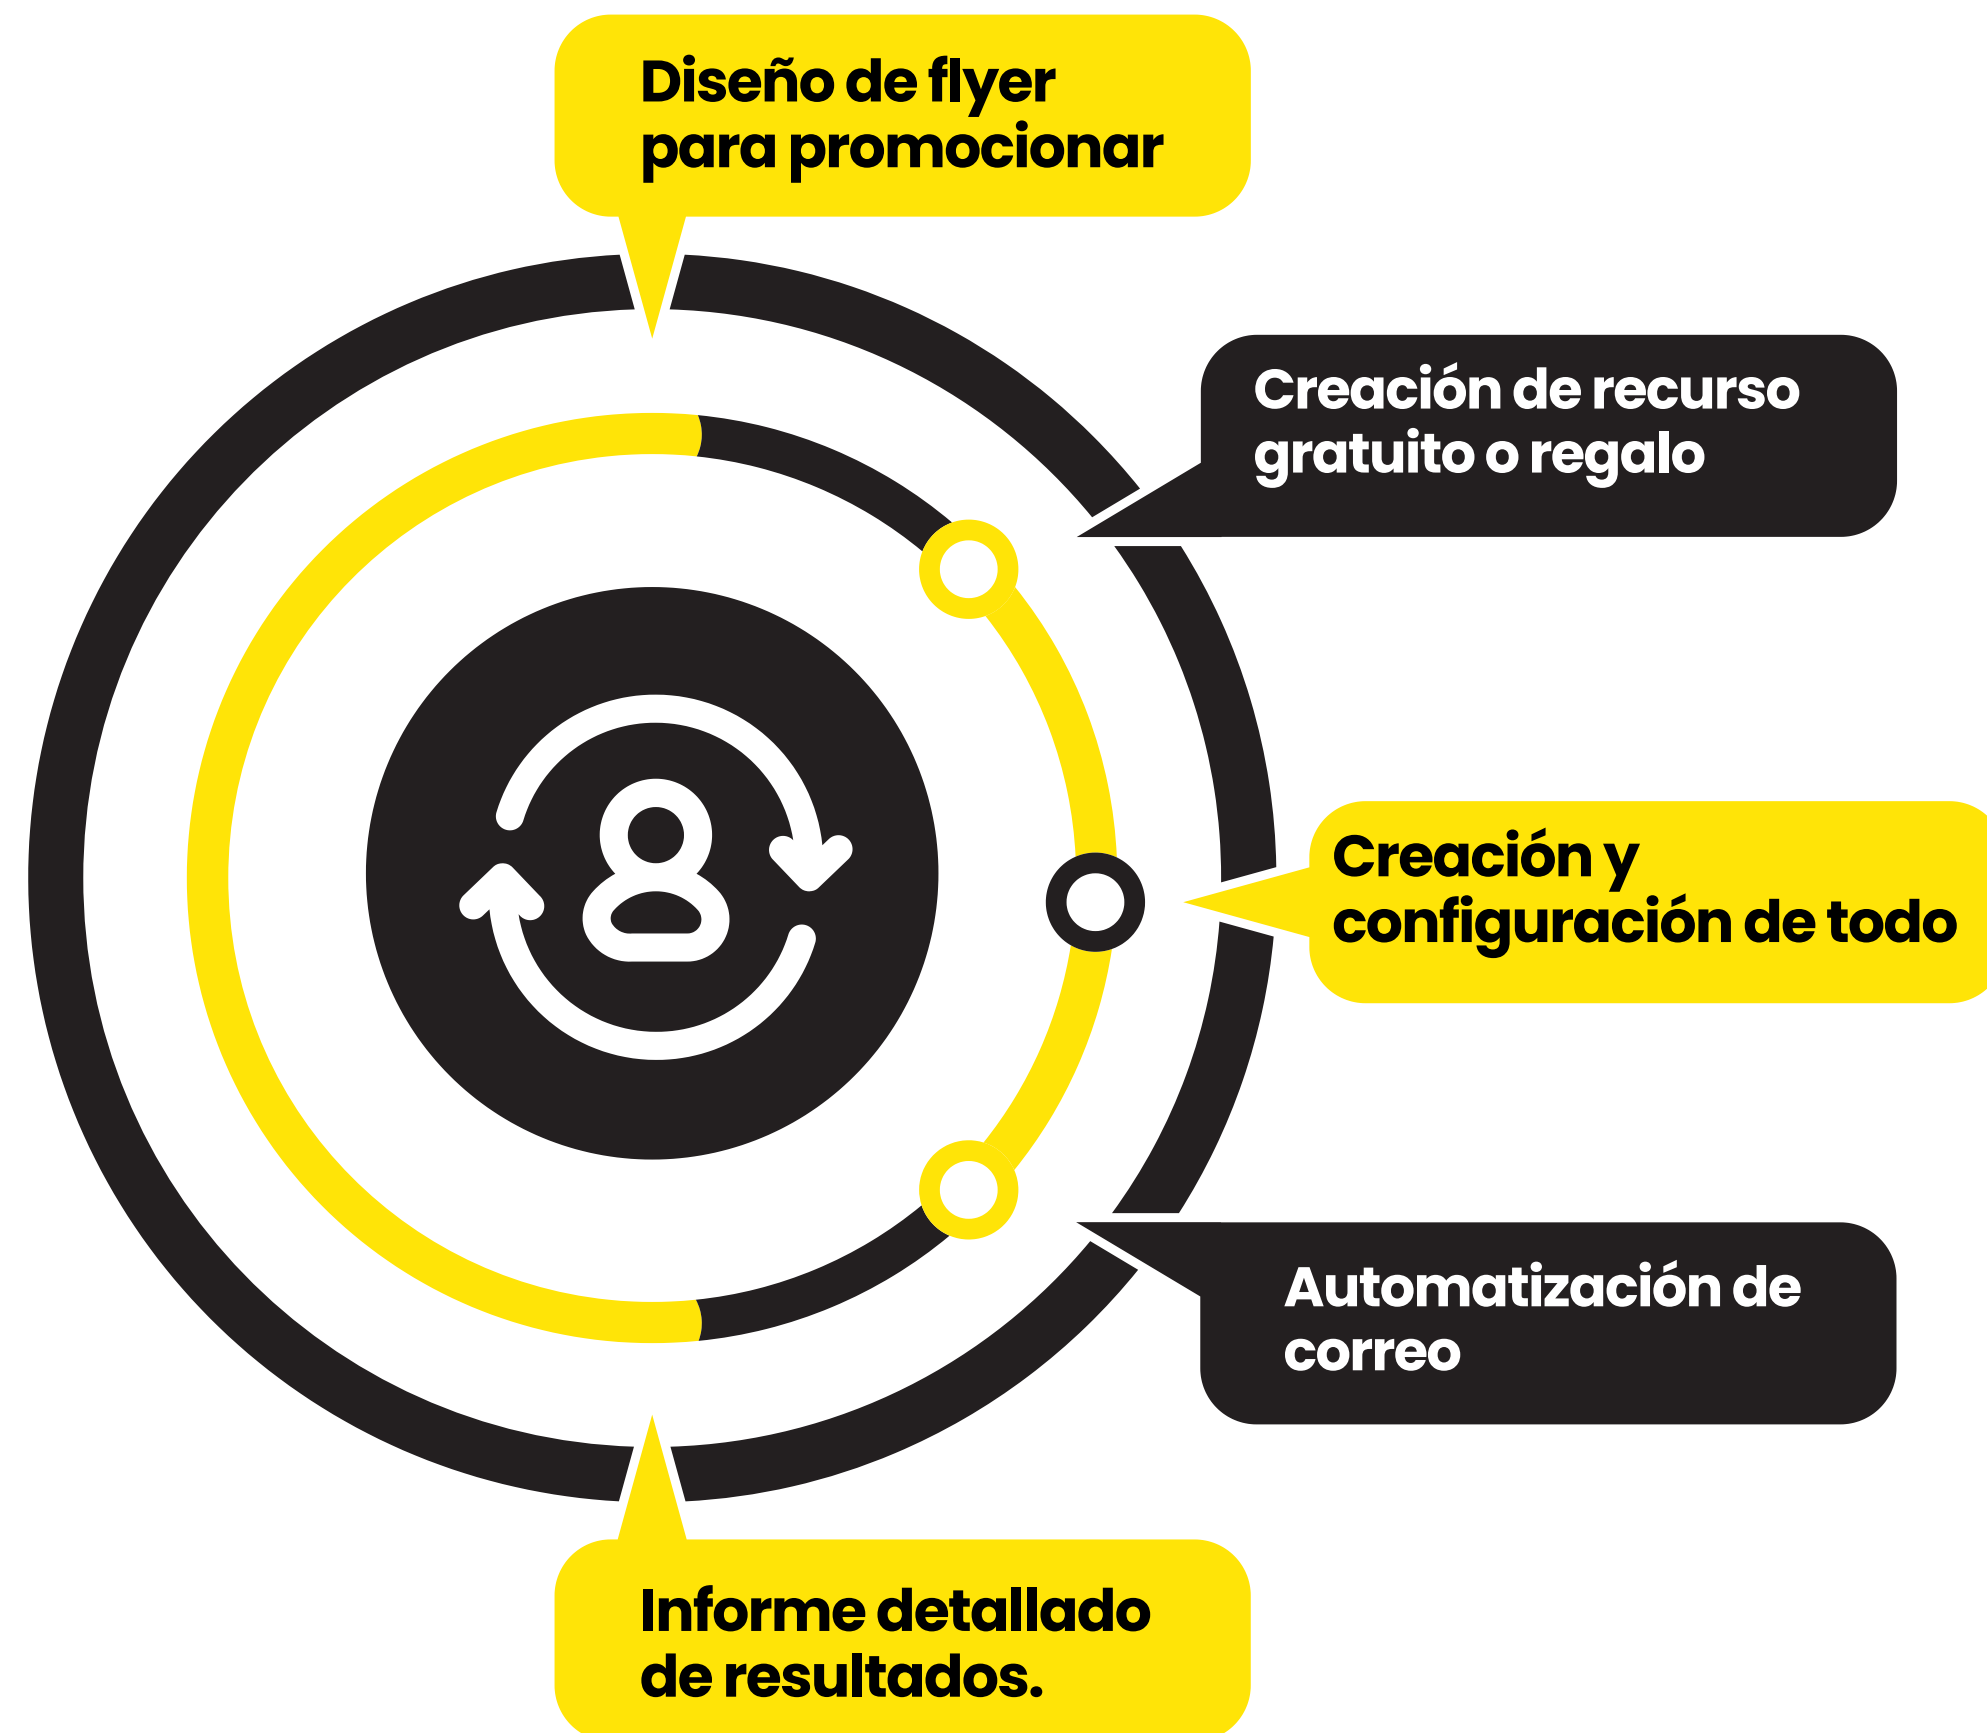 Diseño de flyer
para promocionar
Creación de recurso
gratuito o regalo
Creación y
configuración de todo
Automatización de
correo
Informe detallado
de resultados.